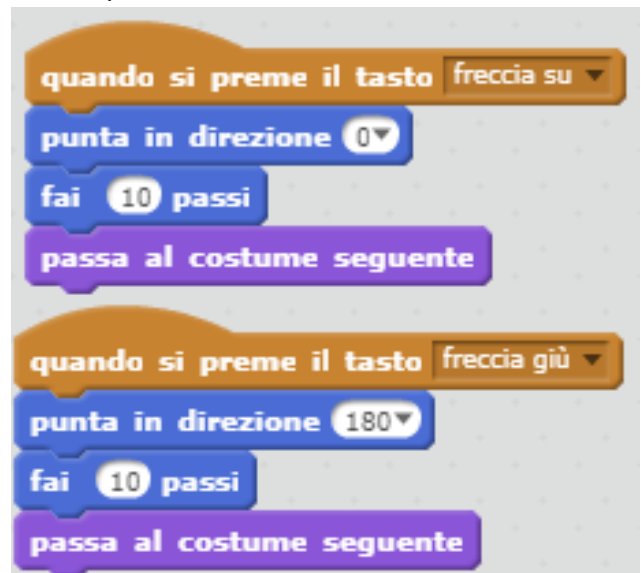 quando si preme il tasto freccia su
punta in direzione 0
fai 10 passi
passa al costume seguente
quando si preme il tasto freccia giù
punta in direzione 180
fai 10 passi
passa al costume seguente